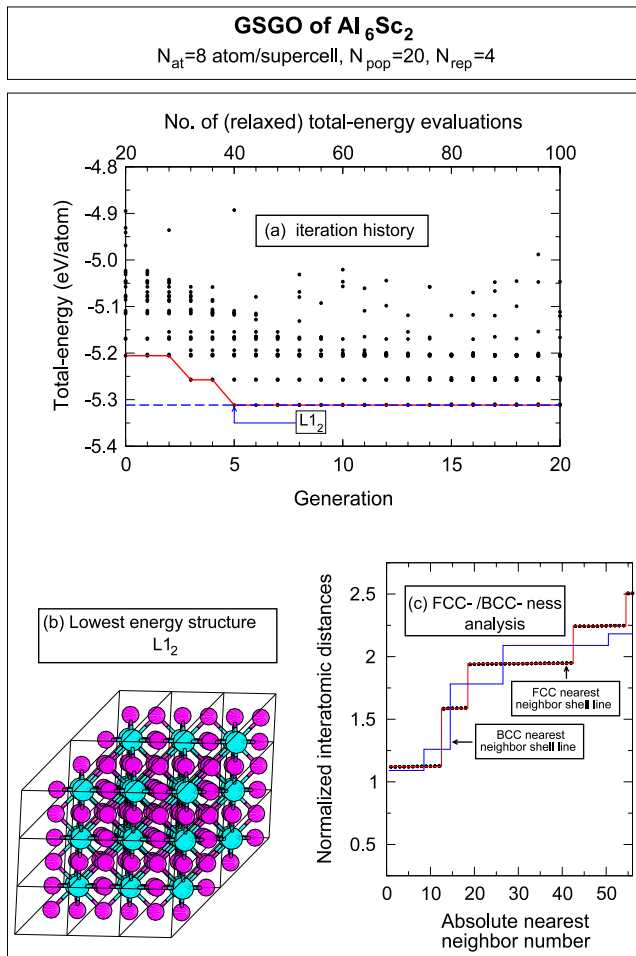 GSGO of Al6Sc2
Nat=8 atom/supercell, Npop=20, Nrep=4
No. of (relaxed) total-energy evaluations
20 40 60 80 100
-4.8
-4.9
-5.0
-5.1
-5.2
-5.3
-5.4
Total-energy (eV/atom)
(a) iteration history
L12
0 5 10 15 20
Generation
(b) Lowest energy structure
L12
(c) FCC- /BCC- ness
analysis
2.5
2
1.5
1
0.5
Normalized interatomic distances
FCC nearest
neighbor shell line
BCC nearest
neighbor shell line
0 10 20 30 40 50
Absolute nearest
neighbor number